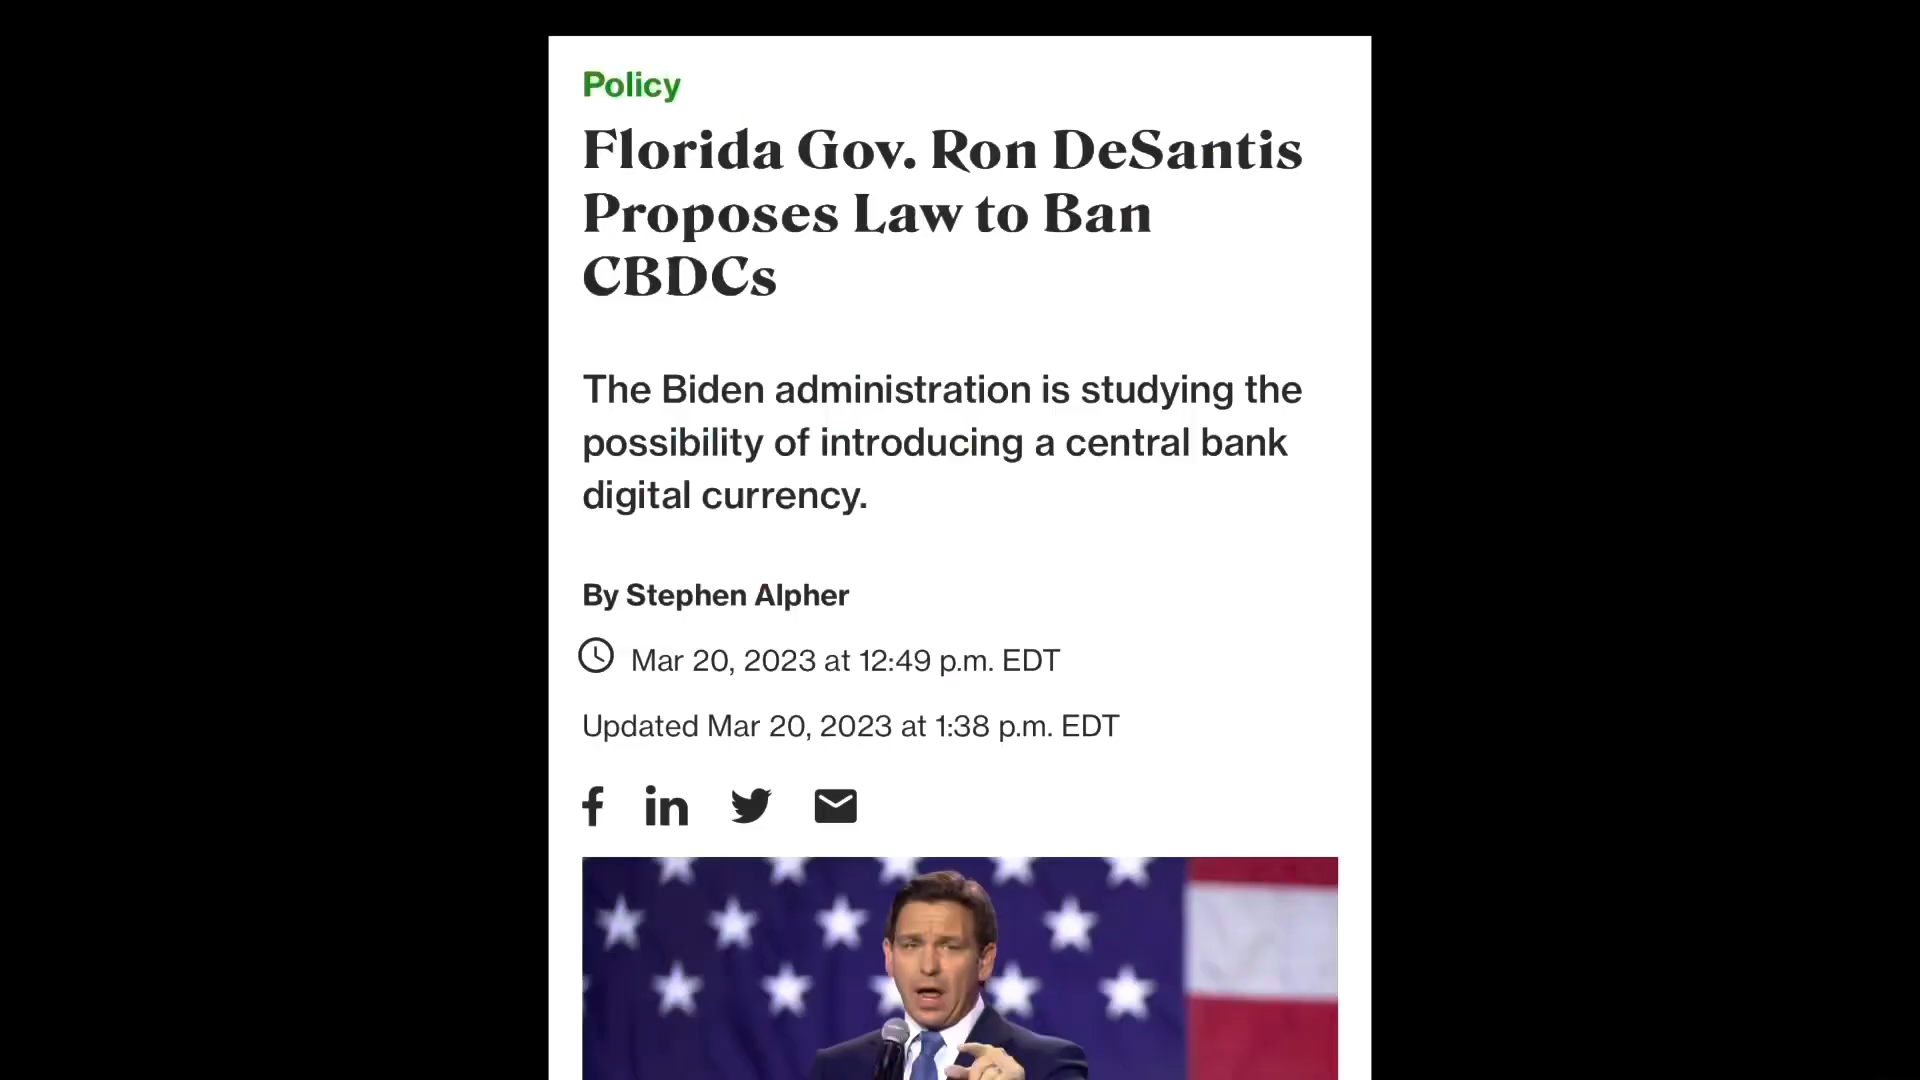 Policy
Florida Gov. Ron DeSantis
Proposes Law to Ban
CBDCs
The Biden administration is studying the
possibility of introducing a central bank
digital currency.
By Stephen Alpher
Mar 20, 2023 at 12:49 p.m. EDT
Updated Mar 20, 2023 at 1:38 p.m. EDT